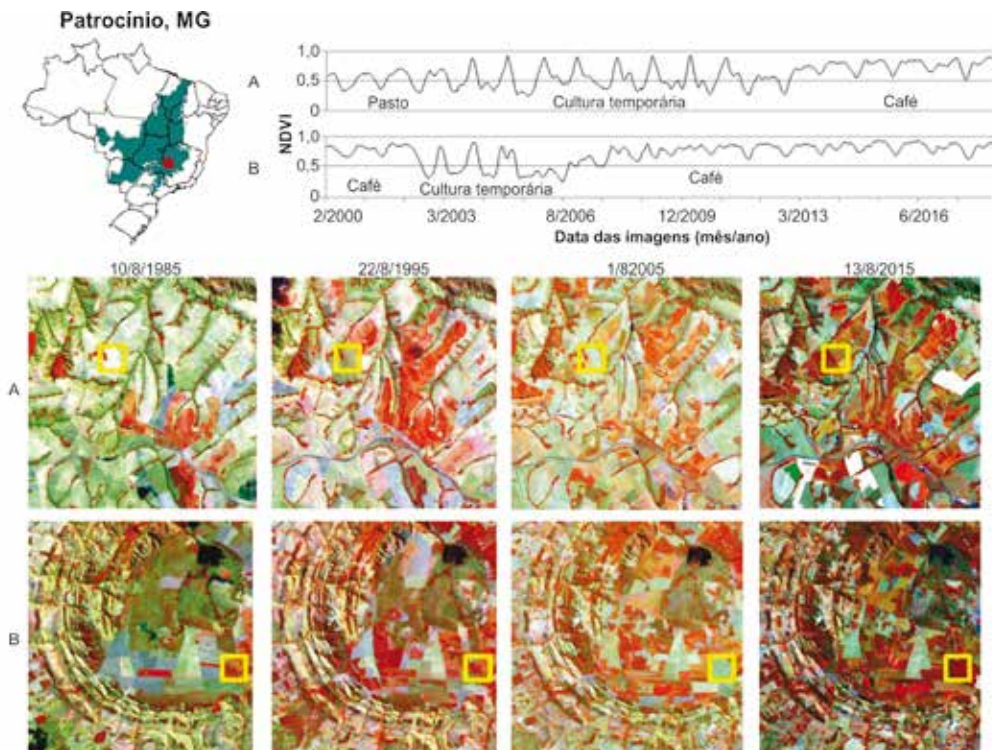 Patrocínio, MG
A
1,0
0,5
0
Pasto
Cultura temporária
Café
NDVI
B
1,0
0,5
0
Café
Cultura temporária
Café
2/2000
3/2003
8/2006
12/2009
3/2013
6/2016
Data das imagens (mês/ano)
10/8/1985
22/8/1995
1/82005
13/8/2015
A
B